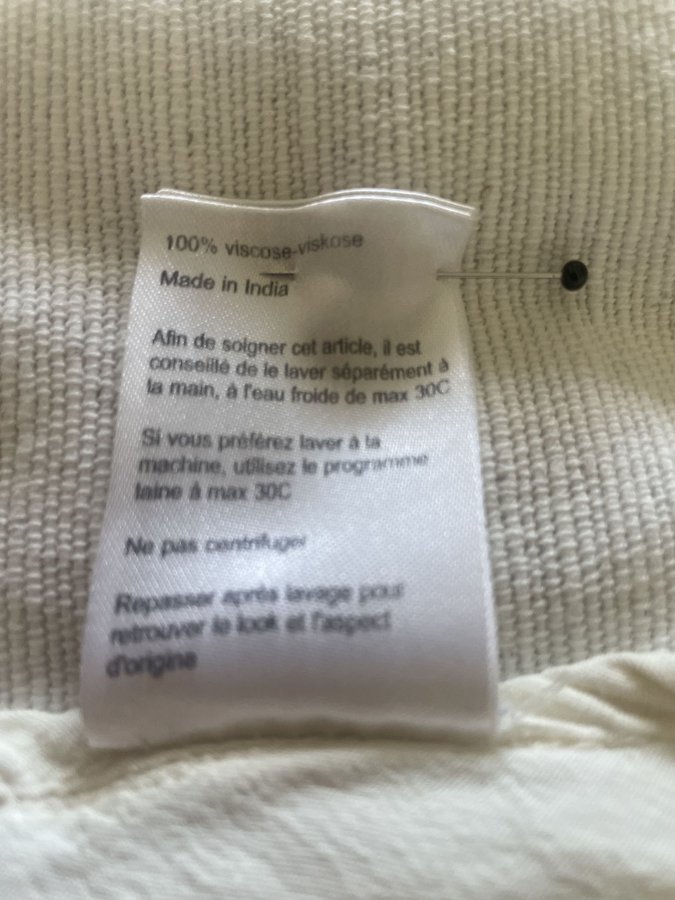 100% viscose-viskose
Made in India
Afin de soigner cet article, il est
conseillé de le laver séparément à
la main, à l'eau froide de max 30C
Si vous préférez laver à la
machine, utilisez le programme
laine à max 30C
Ne pas centrifuger
Repasser après lavage pour
retrouver le look et l'aspect
d'origine